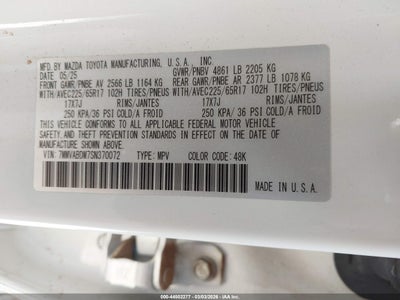 MFD. BY MAZDA TOYOTA MANUFACTURING, U.S.A., INC.
DATE 05/25 GVWR/PNBV 4861 LB 2205 KG
FRONT GAWR/PNBE AV 2566 LB 1164 KG REAR GAWR/PNBE AR 2377 LB 1078 KG
WITH/AVEC225/65R17 102H TIRES/PNEUS WITH/AVEC225/65R17 102H TIRES/PNEUS
17X7J RIMS/JANTES 17X7J RIMS/JANTES
250 KPA/ 36 PSI COLD/A FROID 250 KPA/ 36 PSI COLD/A FROID
THIS VEHICLE CONFORMS TO ALL APPLICABLE FEDERAL MOTOR VEHICLE
SAFETY AND THEFT PREVENTION STANDARDS IN EFFECT ON THE DATE OF
MANUFACTURE SHOWN ABOVE.
VIN: 7MMVABDM7SN370072 TYPE: MPV COLOR CODE: 48K
MADE IN U.S.A.
000-44902377 - 03/03/2026 - IAAI.COM